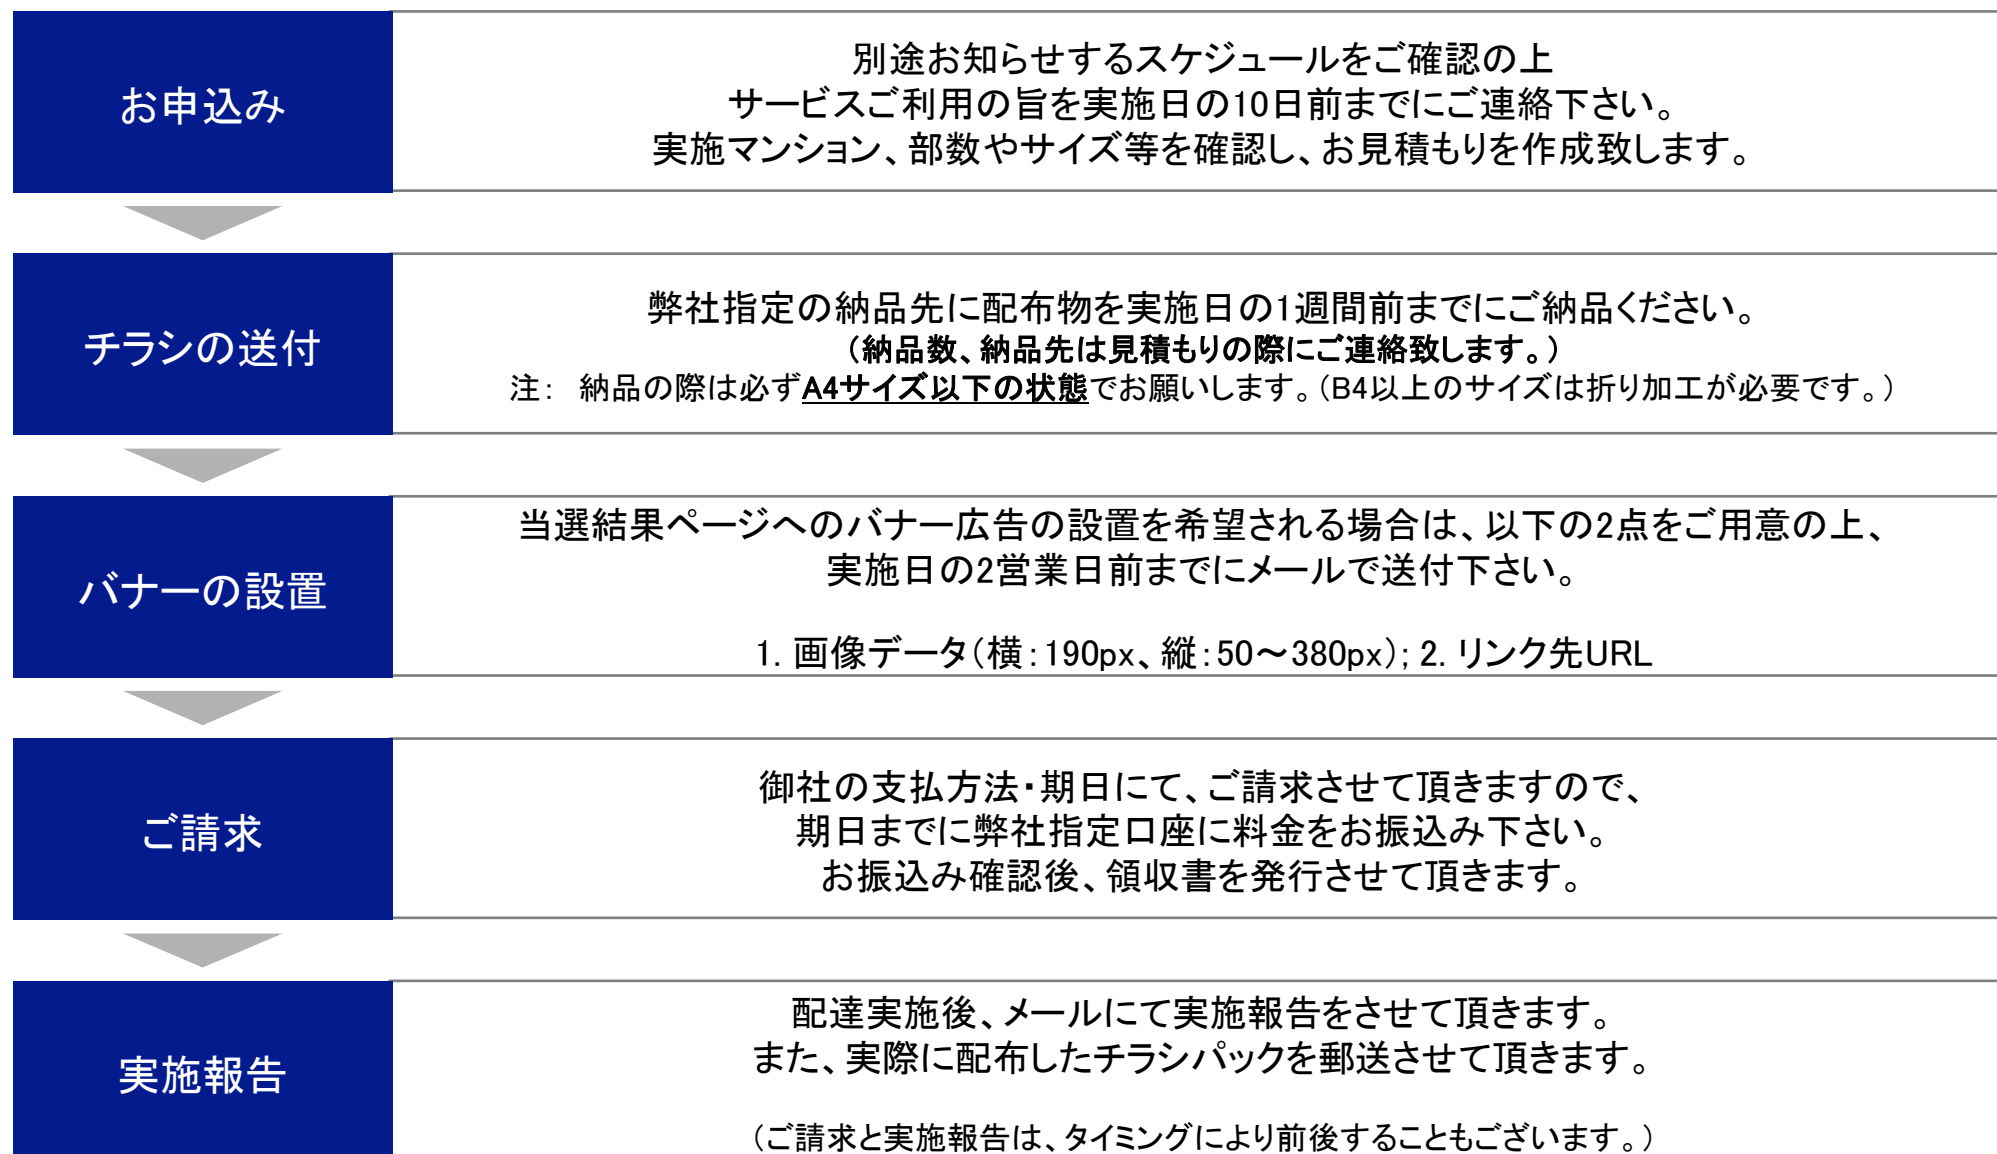 お申込み
別途お知らせするスケジュールをご確認の上
サービスご利用の旨を実施日の10日前までにご連絡下さい。
実施マンション、部数やサイズ等を確認し、お見積もりを作成致します。
チラシの送付
弊社指定の納品先に配布物を実施日の1週間前までにご納品ください。
（納品数、納品先は見積もりの際にご連絡致します。）
注：　納品の際は必ずA4サイズ以下の状態でお願いします。（B4以上のサイズは折り加工が必要です。）
バナーの設置
当選結果ページへのバナー広告の設置を希望される場合は、以下の2点をご用意の上、
実施日の2営業日前までにメールで送付下さい。
1. 画像データ（横：190px、縦：50～380px）; 2. リンク先URL
ご請求
御社の支払方法・期日にて、ご請求させて頂きますので、
期日までに弊社指定口座に料金をお振込み下さい。
お振込み確認後、領収書を発行させて頂きます。
実施報告
配達実施後、メールにて実施報告をさせて頂きます。
また、実際に配布したチラシパックを郵送させて頂きます。
（ご請求と実施報告は、タイミングにより前後することもございます。）